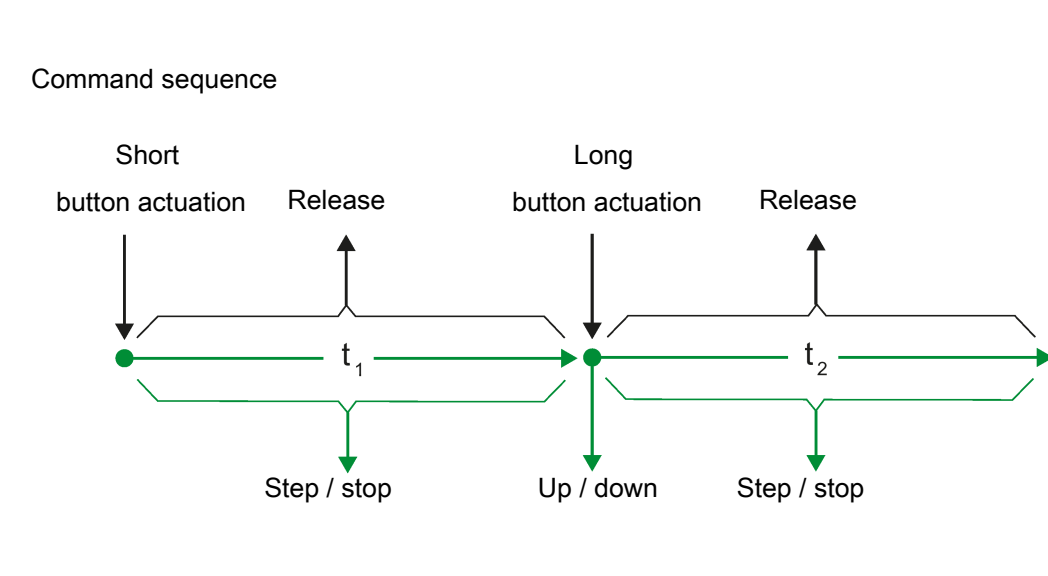 Command sequence
Short
button actuation
Release
Long
button actuation
Release
t1
t2
Step / stop
Up / down
Step / stop